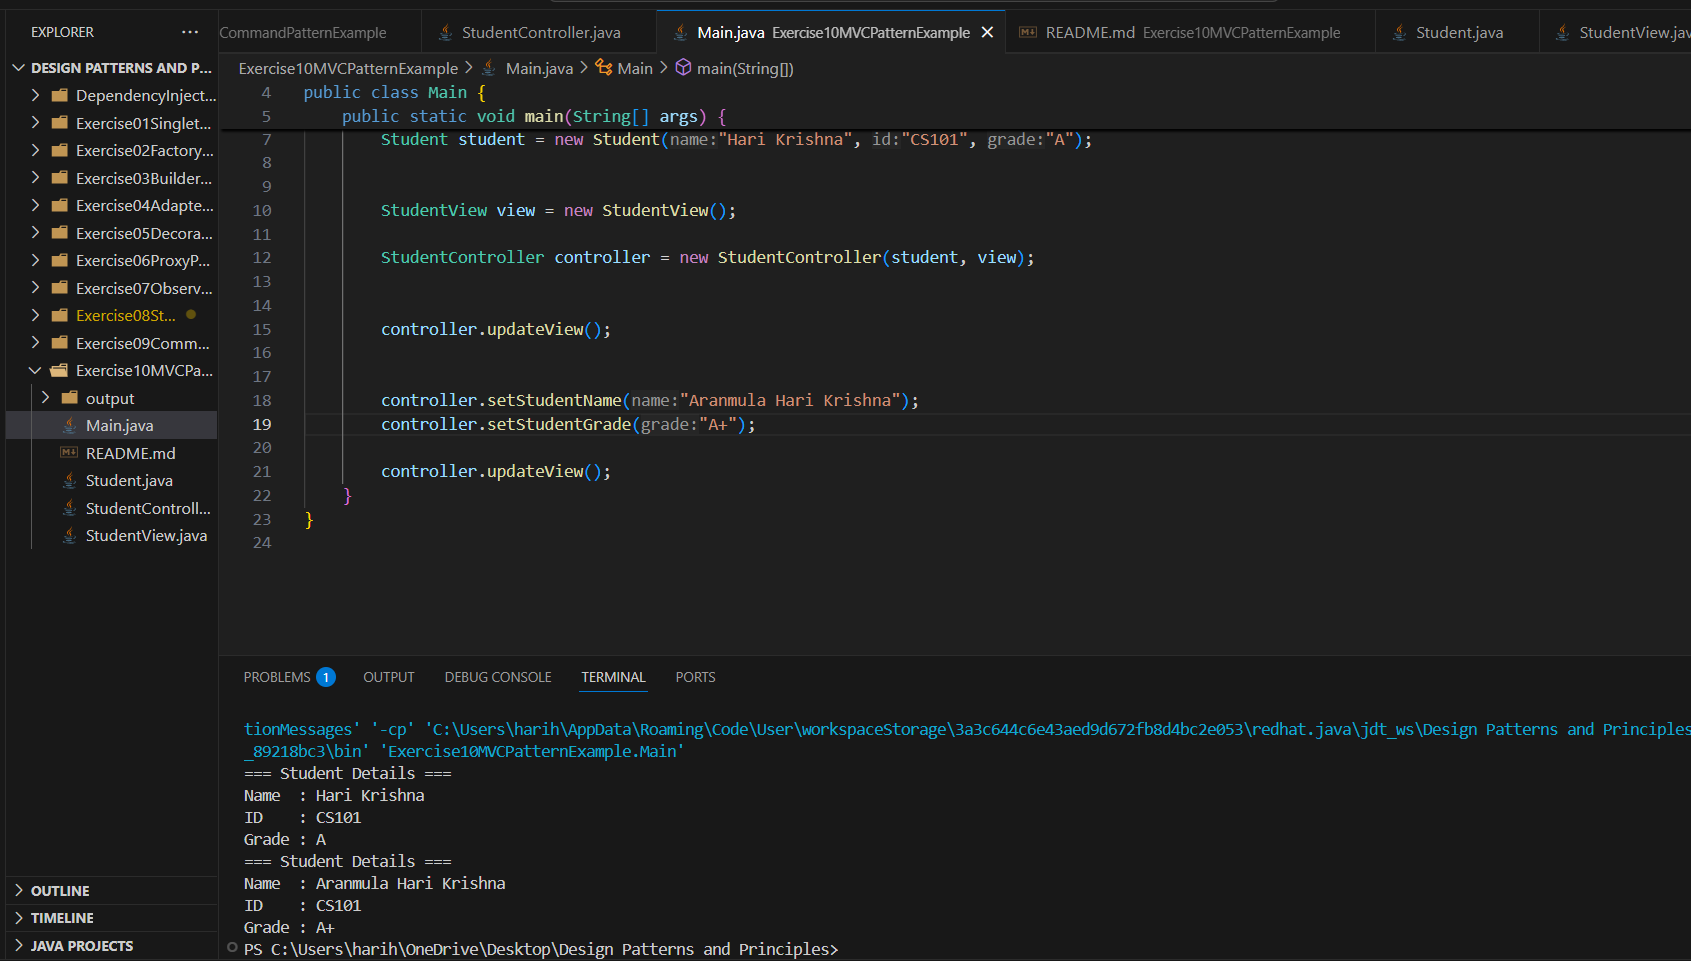 EXPLORER ···
DESIGN PATTERNS AND P...
DependencyInject...
Exercise01Singlet...
Exercise02Factory...
Exercise03Builder...
Exercise04Adapte...
Exercise05Decora...
Exercise06ProxyP...
Exercise07Observ...
Exercise08St...
Exercise09Comm...
Exercise10MVCPa...
output
Main.java
README.md
Student.java
StudentControll...
StudentView.java
OUTLINE
TIMELINE
JAVA PROJECTS
CommandPatternExample StudentController.java Main.java Exercise10MVCPatternExample README.md Exercise10MVCPatternExample Student.java StudentView.jav
Exercise10MVCPatternExample > Main.java > Main > main(String[])
4 public class Main {
5 public static void main(String[] args) {
7 Student student = new Student(name:"Hari Krishna", id:"CS101", grade:"A");
8
9
10 StudentView view = new StudentView();
11
12 StudentController controller = new StudentController(student, view);
13
14
15 controller.updateView();
16
17
18 controller.setStudentName(name:"Aranmula Hari Krishna");
19 controller.setStudentGrade(grade:"A+");
20
21 controller.updateView();
22 }
23 }
24
PROBLEMS 1 OUTPUT DEBUG CONSOLE TERMINAL PORTS
tionMessages' '-cp' 'C:\Users\harih\AppData\Roaming\Code\User\workspaceStorage\3a3c644c6e43aed9d672fb8d4bc2e053\redhat.java\jdt_ws\Design Patterns and Principles
_89218bc3\bin' 'Exercise10MVCPatternExample.Main'
=== Student Details ===
Name  : Hari Krishna
ID    : CS101
Grade : A
=== Student Details ===
Name  : Aranmula Hari Krishna
ID    : CS101
Grade : A+
PS C:\Users\harih\OneDrive\Desktop\Design Patterns and Principles>